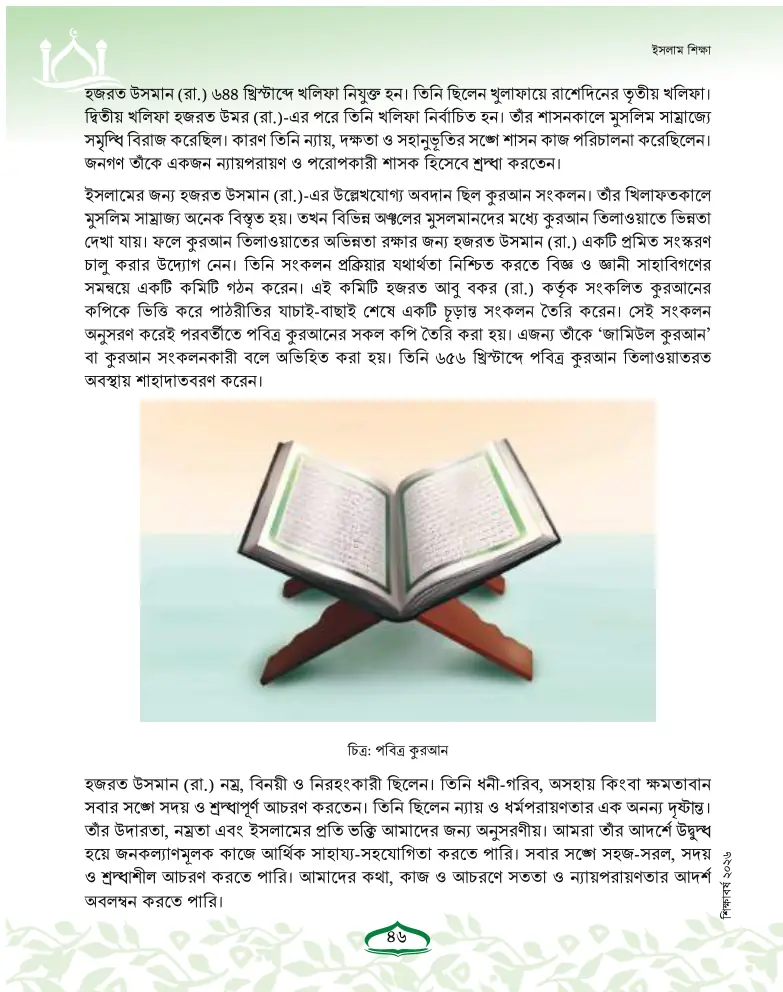 ইসলাম শিক্ষা
হজরত উসমান (রা.) ৬৪৪ খ্রিস্টাব্দে খলিফা নিযুক্ত হন। তিনি ছিলেন খুলাফায়ে রাশেদিনের তৃতীয় খলিফা।
দ্বিতীয় খলিফা হজরত উমর (রা.)-এর পরে তিনি খলিফা নির্বাচিত হন। তাঁর শাসনকালে মুসলিম সাম্রাজ্যে
সমৃদ্ধি বিরাজ করেছিল। কারণ তিনি ন্যায়, দক্ষতা ও সহানুভূতির সঙ্গে শাসন কাজ পরিচালনা করেছিলেন।
জনগণ তাঁকে একজন ন্যায়পরায়ণ ও পরোপকারী শাসক হিসেবে শ্রদ্ধা করতেন।
ইসলামের জন্য হজরত উসমান (রা.)-এর উল্লেখযোগ্য অবদান ছিল কুরআন সংকলন। তাঁর খিলাফতকালে
মুসলিম সাম্রাজ্য অনেক বিস্তৃত হয়। তখন বিভিন্ন অঞ্চলের মুসলমানদের মধ্যে কুরআন তিলাওয়াতে ভিন্নতা
দেখা যায়। ফলে কুরআন তিলাওয়াতের অভিন্নতা রক্ষার জন্য হজরত উসমান (রা.) একটি প্রমিত সংস্করণ
চালু করার উদ্যোগ নেন। তিনি সংকলন প্রক্রিয়ার যথার্থতা নিশ্চিত করতে বিজ্ঞ ও জ্ঞানী সাহাবিগণের
সমন্বয়ে একটি কমিটি গঠন করেন। এই কমিটি হজরত আবু বকর (রা.) কর্তৃক সংকলিত কুরআনের
কপিকে ভিত্তি করে পাঠরীতির যাচাই-বাছাই শেষে একটি চূড়ান্ত সংকলন তৈরি করেন। সেই সংকলন
অনুসরণ করেই পরবর্তীতে পবিত্র কুরআনের সকল কপি তৈরি করা হয়। এজন্য তাঁকে ‘জামিউল কুরআন’
বা কুরআন সংকলনকারী বলে অভিহিত করা হয়। তিনি ৬৫৬ খ্রিস্টাব্দে পবিত্র কুরআন তিলাওয়াতরত
অবস্থায় শাহাদাতবরণ করেন।
চিত্র: পবিত্র কুরআন
হজরত উসমান (রা.) নম্র, বিনয়ী ও নিরহংকারী ছিলেন। তিনি ধনী-গরিব, অসহায় কিংবা ক্ষমতাবান
সবার সঙ্গে সদয় ও শ্রদ্ধাপূর্ণ আচরণ করতেন। তিনি ছিলেন ন্যায় ও ধর্মপরায়ণতার এক অনন্য দৃষ্টান্ত।
তাঁর উদারতা, নম্রতা এবং ইসলামের প্রতি ভক্তি আমাদের জন্য অনুসরণীয়। আমরা তাঁর আদর্শে উদ্বুদ্ধ
হয়ে জনকল্যাণমূলক কাজে আর্থিক সাহায্য-সহযোগিতা করতে পারি। সবার সঙ্গে সহজ-সরল, সদয়
ও শ্রদ্ধাশীল আচরণ করতে পারি। আমাদের কথা, কাজ ও আচরণে সততা ও ন্যায়পরায়ণতার আদর্শ
অবলম্বন করতে পারি।
শিক্ষাবর্ষ ২০২৬
৪৬